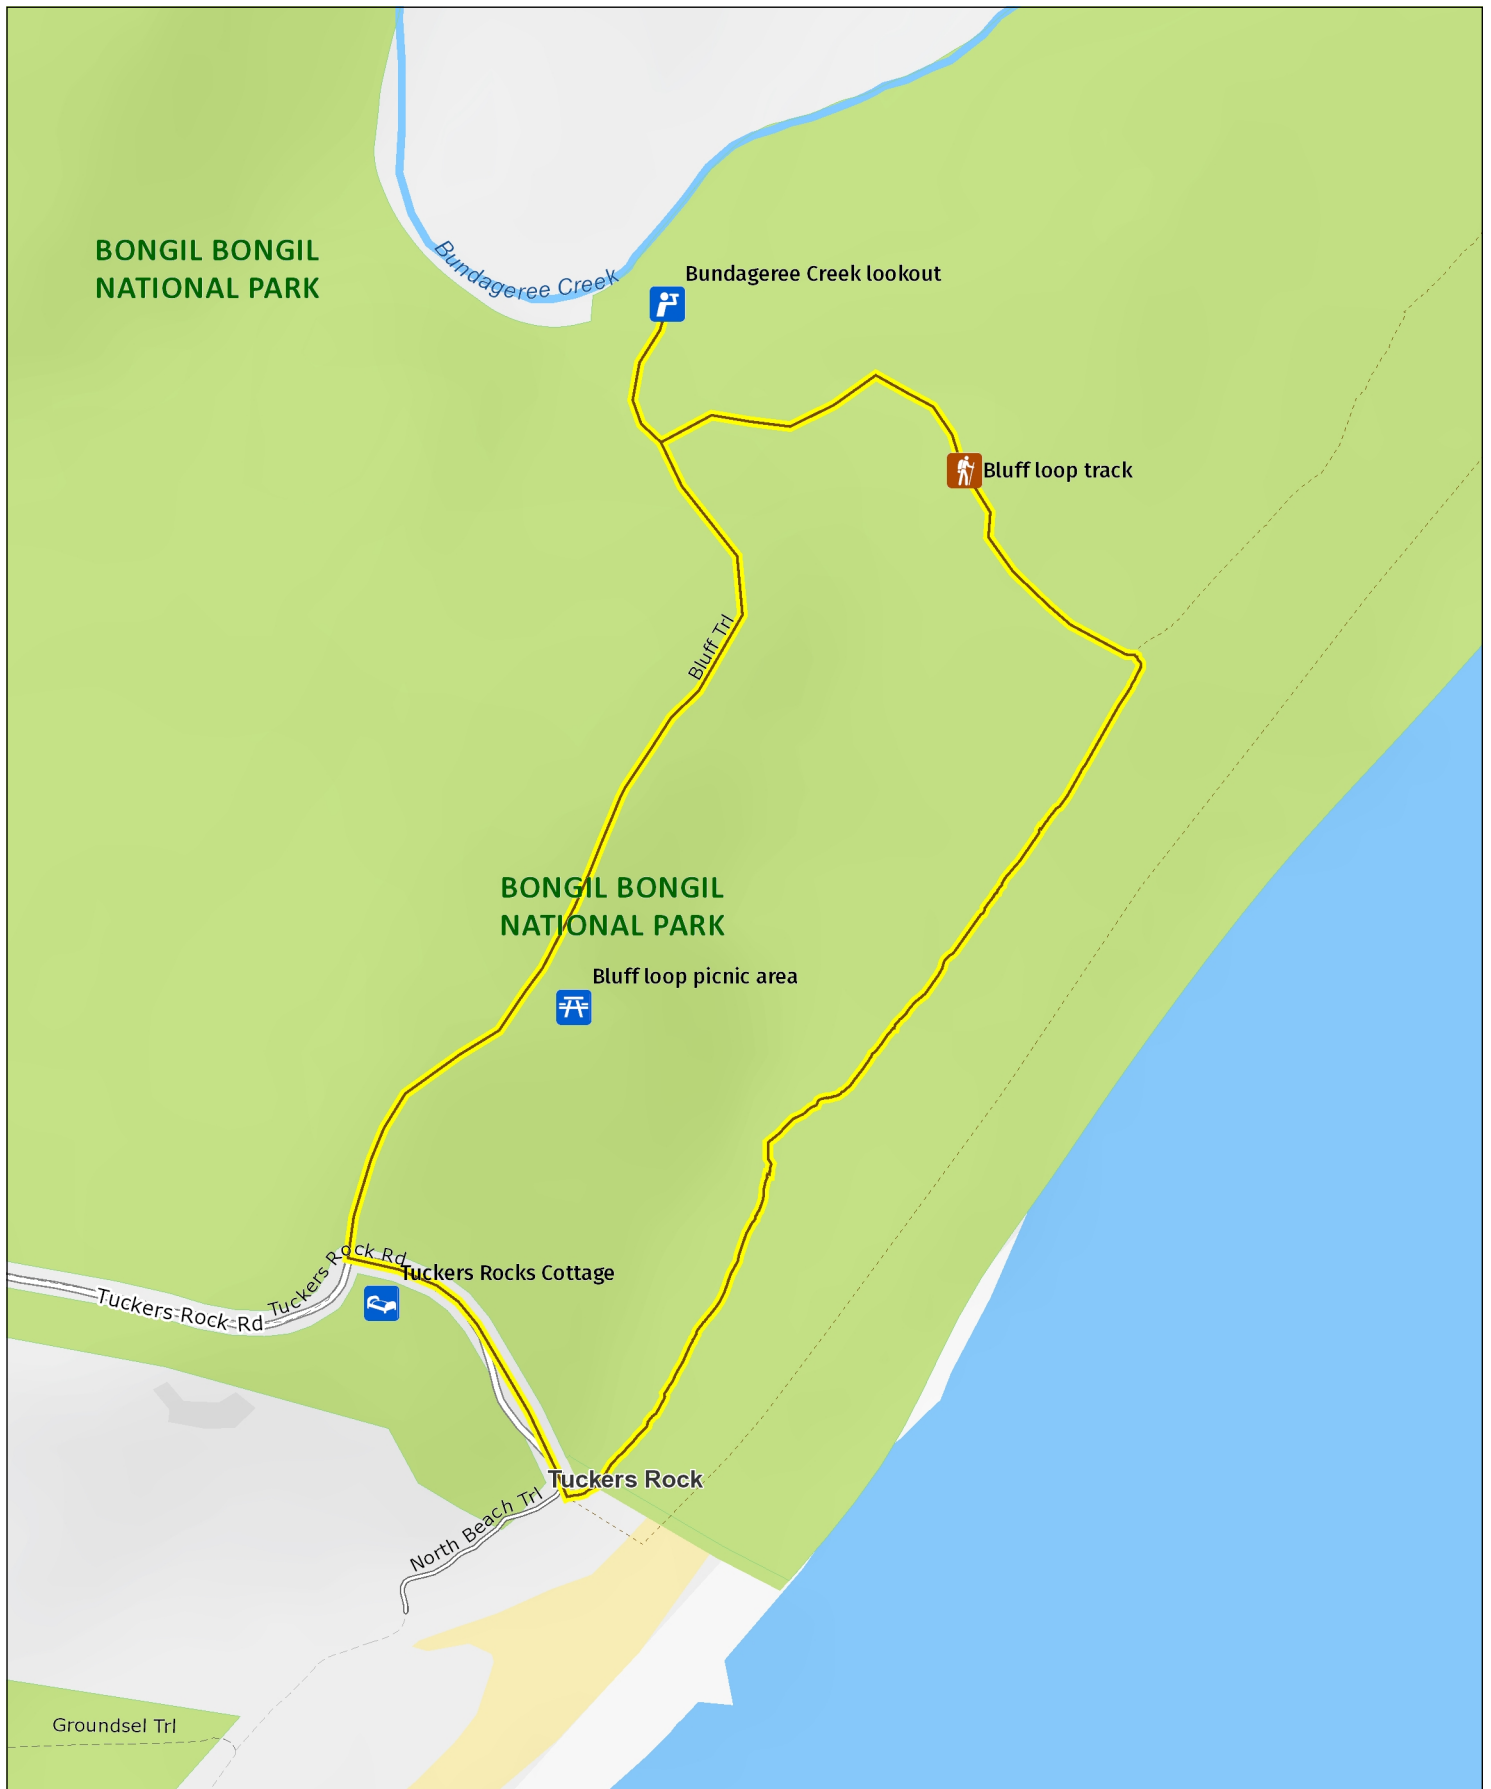 BONGIL BONGIL
NATIONAL PARK
Bundageree Creek
Bundageree Creek lookout
Bluff loop track
Bluff Trl
BONGIL BONGIL
NATIONAL PARK
Bluff loop picnic area
Tuckers Rock Rd
Tuckers Rocks Cottage
Tuckers Rock Rd
Tuckers Rock
North Beach Trl
Groundsel Trl